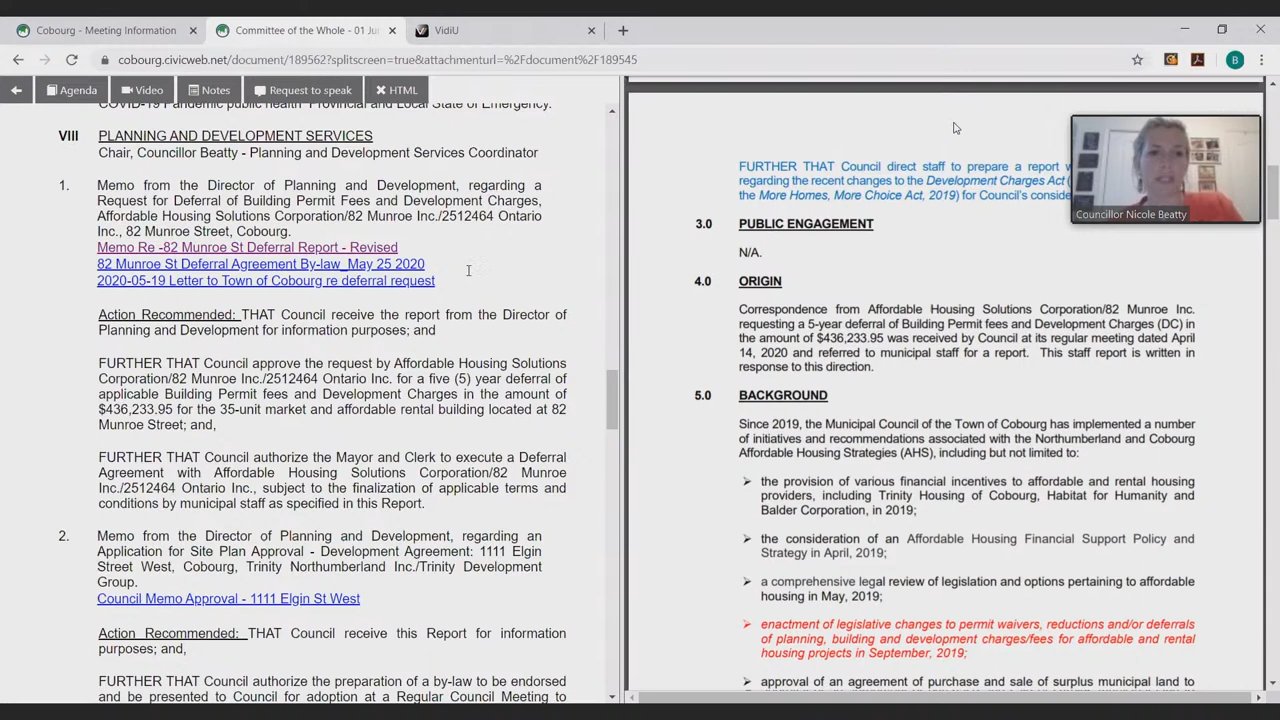 Cobourg - Meeting Information
Committee of the Whole - 01 Ju
VidiU
cobourg.civicweb.net/document/189562?splitscreen=true&attachmenturl=%2Fdocument%2F189545
B
Agenda
Video
Notes
Request to speak
HTML
COVID-19 Pandemic public health Provincial and Local State of Emergency.
VIII PLANNING AND DEVELOPMENT SERVICES
Chair, Councillor Beatty - Planning and Development Services Coordinator
1. Memo from the Director of Planning and Development, regarding a
Request for Deferral of Building Permit Fees and Development Charges,
Affordable Housing Solutions Corporation/82 Munroe Inc./2512464 Ontario
Inc., 82 Munroe Street, Cobourg.
Memo Re -82 Munroe St Deferral Report - Revised
82 Munroe St Deferral Agreement By-law_May 25 2020
2020-05-19 Letter to Town of Cobourg re deferral request
Action Recommended: THAT Council receive the report from the Director of
Planning and Development for information purposes; and
FURTHER THAT Council approve the request by Affordable Housing Solutions
Corporation/82 Munroe Inc./2512464 Ontario Inc. for a five (5) year deferral of
applicable Building Permit fees and Development Charges in the amount of
$436,233.95 for the 35-unit market and affordable rental building located at 82
Munroe Street; and,
FURTHER THAT Council authorize the Mayor and Clerk to execute a Deferral
Agreement with Affordable Housing Solutions Corporation/82 Munroe
Inc./2512464 Ontario Inc., subject to the finalization of applicable terms and
conditions by municipal staff as specified in this Report.
2. Memo from the Director of Planning and Development, regarding an
Application for Site Plan Approval - Development Agreement: 1111 Elgin
Street West, Cobourg, Trinity Northumberland Inc./Trinity Development
Group.
Council Memo Approval - 1111 Elgin St West
Action Recommended: THAT Council receive this Report for information
purposes; and,
FURTHER THAT Council authorize the preparation of a by-law to be endorsed
and be presented to Council for adoption at a Regular Council Meeting to
FURTHER THAT Council direct staff to prepare a report w
regarding the recent changes to the Development Charges Act (
the More Homes, More Choice Act, 2019) for Council's conside
Councillor Nicole Beatty
3.0 PUBLIC ENGAGEMENT
N/A.
4.0 ORIGIN
Correspondence from Affordable Housing Solutions Corporation/82 Munroe Inc.
requesting a 5-year deferral of Building Permit fees and Development Charges (DC) in
the amount of $436,233.95 was received by Council at its regular meeting dated April
14, 2020 and referred to municipal staff for a report. This staff report is written in
response to this direction.
5.0 BACKGROUND
Since 2019, the Municipal Council of the Town of Cobourg has implemented a number
of initiatives and recommendations associated with the Northumberland and Cobourg
Affordable Housing Strategies (AHS), including but not limited to:
➢ the provision of various financial incentives to affordable and rental housing
providers, including Trinity Housing of Cobourg, Habitat for Humanity and
Balder Corporation, in 2019;
➢ the consideration of an Affordable Housing Financial Support Policy and
Strategy in April, 2019;
➢ a comprehensive legal review of legislation and options pertaining to affordable
housing in May, 2019;
➢ enactment of legislative changes to permit waivers, reductions and/or deferrals
of planning, building and development charges/fees for affordable and rental
housing projects in September, 2019;
➢ approval of an agreement of purchase and sale of surplus municipal land to